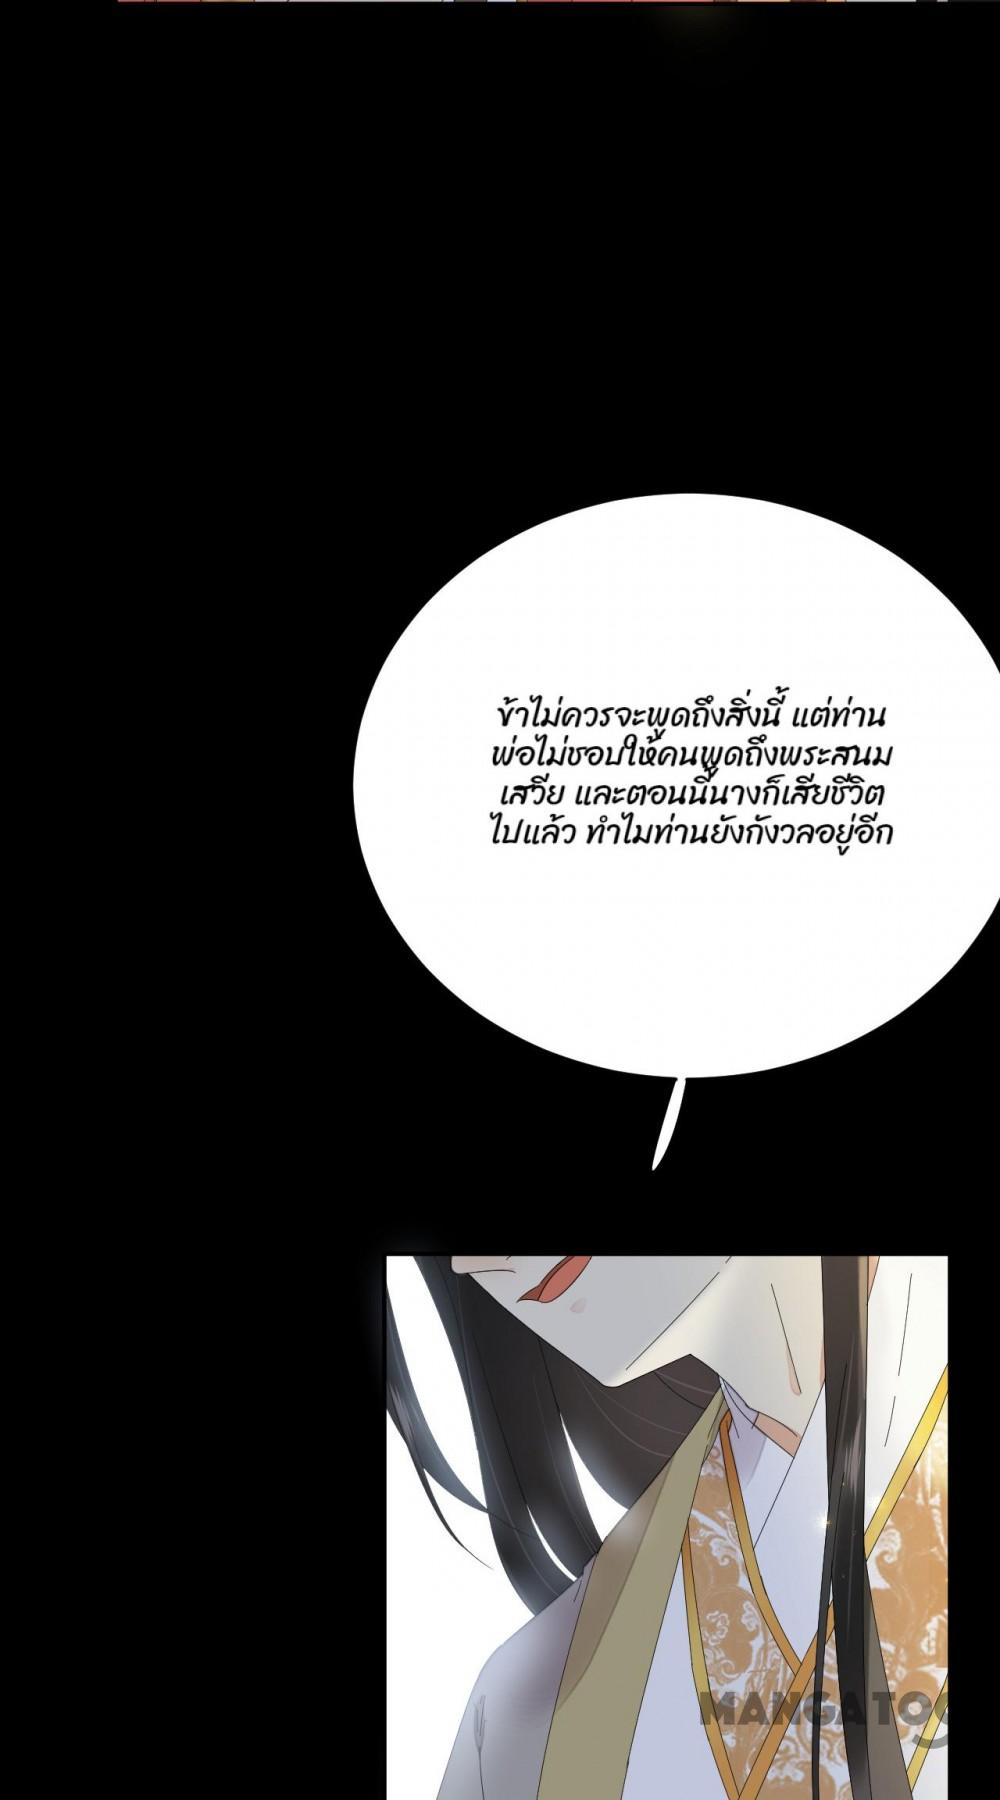 ข้าไม่ควรจะพูดถึงสิ่งนี้ แต่ท่าน
พ่อไม่ชอบให้คนพูดถึงพระสนม
เสวีย และตอนนี้นางก็เสียชีวิต
ไปแล้ว ทำไมท่านยังกังวลอยู่อีก
MANGATOO